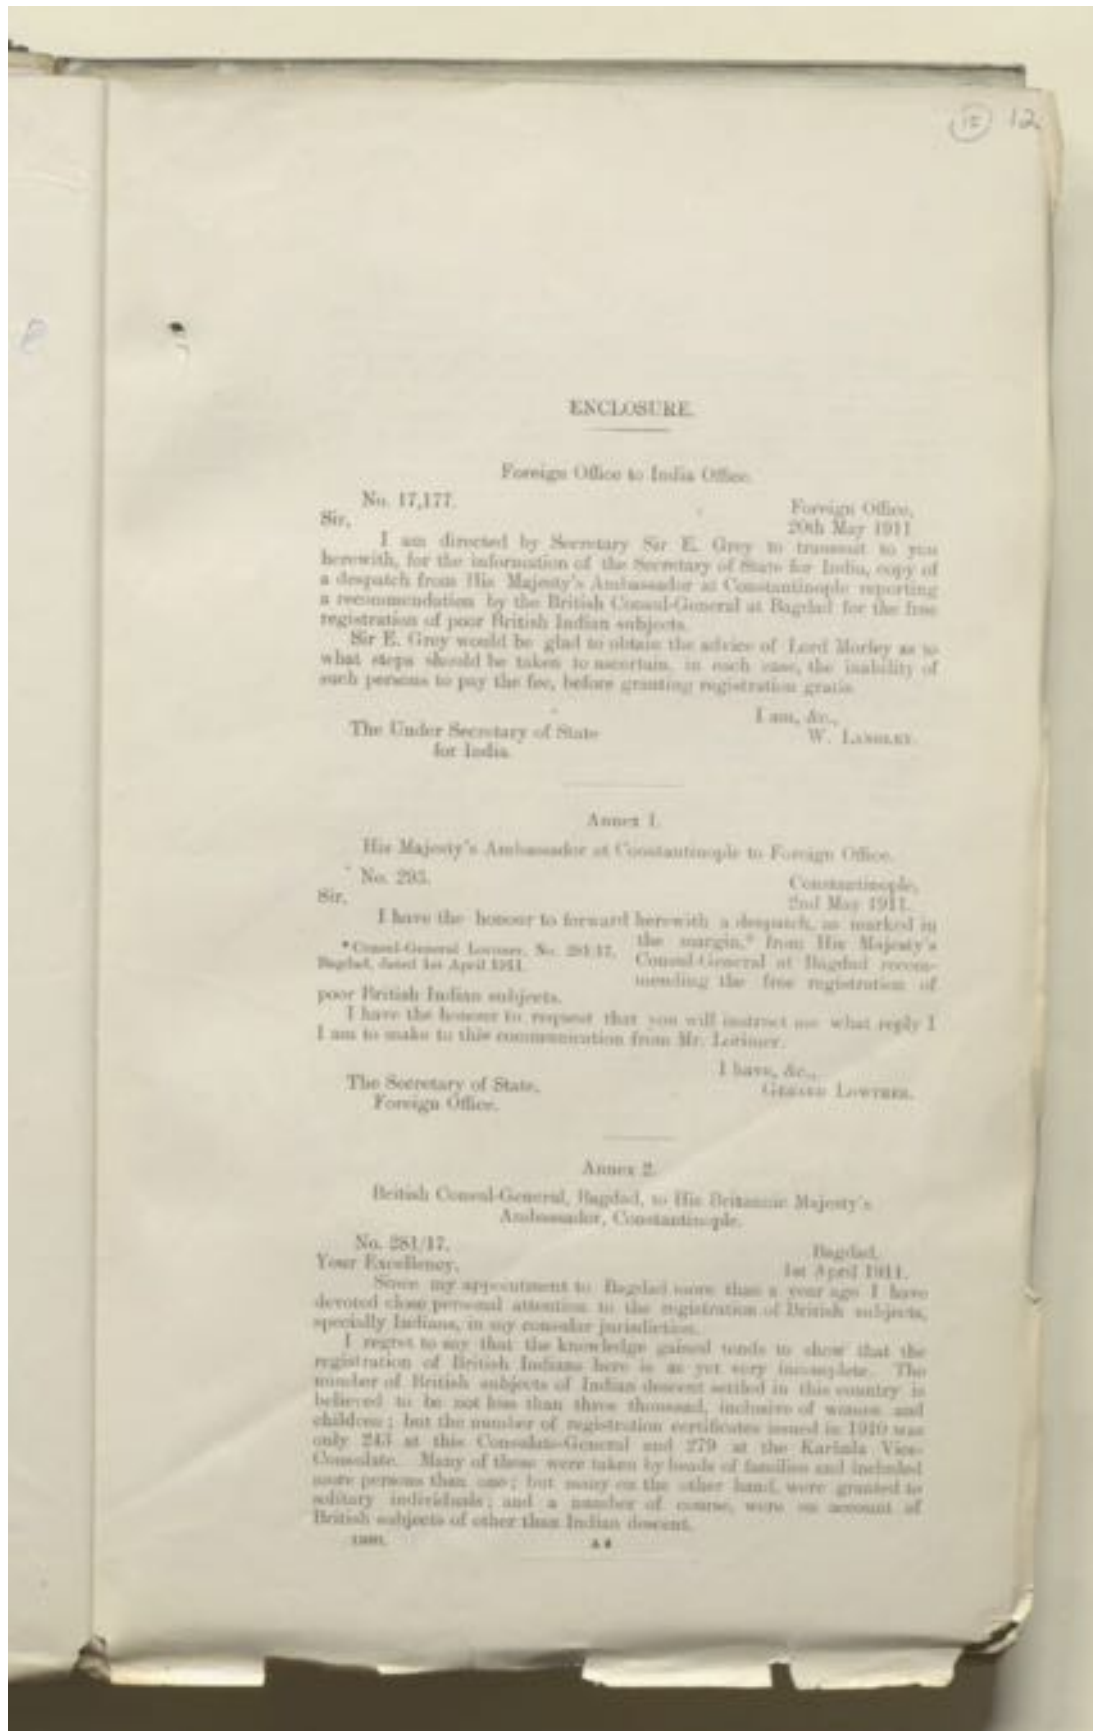 12
ENCLOSURE.
Foreign Office to India Office.
No. 17,177.
Foreign Office,
20th May 1911
Sir,
I am directed by Secretary Sir E. Grey to transmit to you
herewith, for the information of the Secretary of State for India, copy of
a despatch from His Majesty's Ambassador at Constantinople reporting
a recommendation by the British Consul-General at Bagdad for the free
registration of poor British Indian subjects.
Sir E. Grey would be glad to obtain the advice of Lord Morley as to
what steps should be taken to ascertain, in each case, the inability of
such persons to pay the fee, before granting registration gratis.
I am, &c.,
The Under Secretary of State
W. LANGLEY.
for India.
Annex 1.
His Majesty's Ambassador at Constantinople to Foreign Office.
No. 293.
Constantinople,
2nd May 1911.
Sir,
I have the honour to forward herewith a despatch, as marked in
the margin,* from His Majesty's
* Consul-General Lorimer, No. 281/17,
Consul-General at Bagdad recom-
Bagdad, dated 1st April 1911.
mending the free registration of
poor British Indian subjects.
I have the honour to request that you will instruct me what reply I
I am to make to this communication from Mr. Lorimer.
I have, &c.,
The Secretary of State,
GERARD LOWTHER.
Foreign Office.
Annex 2.
British Consul-General, Bagdad, to His Britannic Majesty's
Ambassador, Constantinople.
No. 281/17.
Bagdad,
Your Excellency,
1st April 1911.
Since my appointment to Bagdad more than a year ago I have
devoted close personal attention to the registration of British subjects,
specially Indians, in my consular jurisdiction.
I regret to say that the knowledge gained tends to show that the
registration of British Indians here is as yet very incomplete. The
number of British subjects of Indian descent settled in this country is
believed to be not less than three thousand, inclusive of women and
children; but the number of registration certificates issued in 1910 was
only 243 at this Consulate-General and 279 at the Karbala Vice-
Consulate. Many of these were taken by heads of families and included
more persons than one; but many on the other hand, were granted to
solitary individuals; and a number of course, were on account of
British subjects of other than Indian descent.
A 2